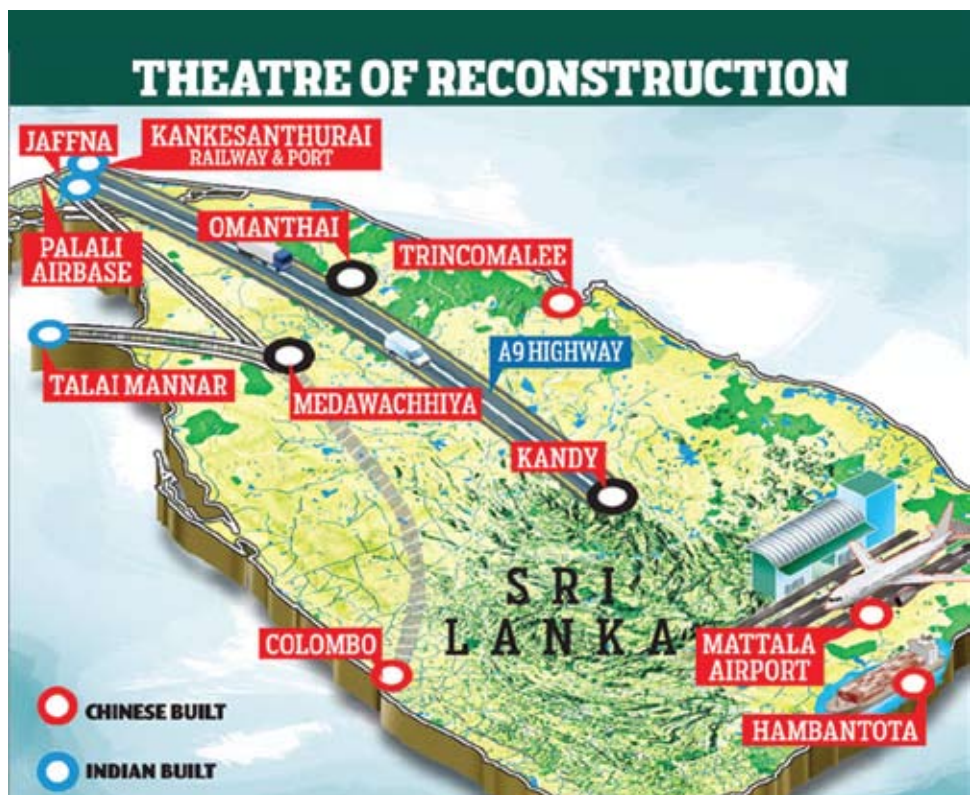 THEATRE OF RECONSTRUCTION
JAFFNA
KANKESANTHURAI
RAILWAY & PORT
OMANTHAI
TRINCOMALEE
PALALI
AIRBASE
A9 HIGHWAY
TALAI MANNAR
MEDAWACHHIYA
KANDY
SRI
LANKA
COLOMBO
MATTALA
AIRPORT
HAMBANTOTA
CHINESE BUILT
INDIAN BUILT